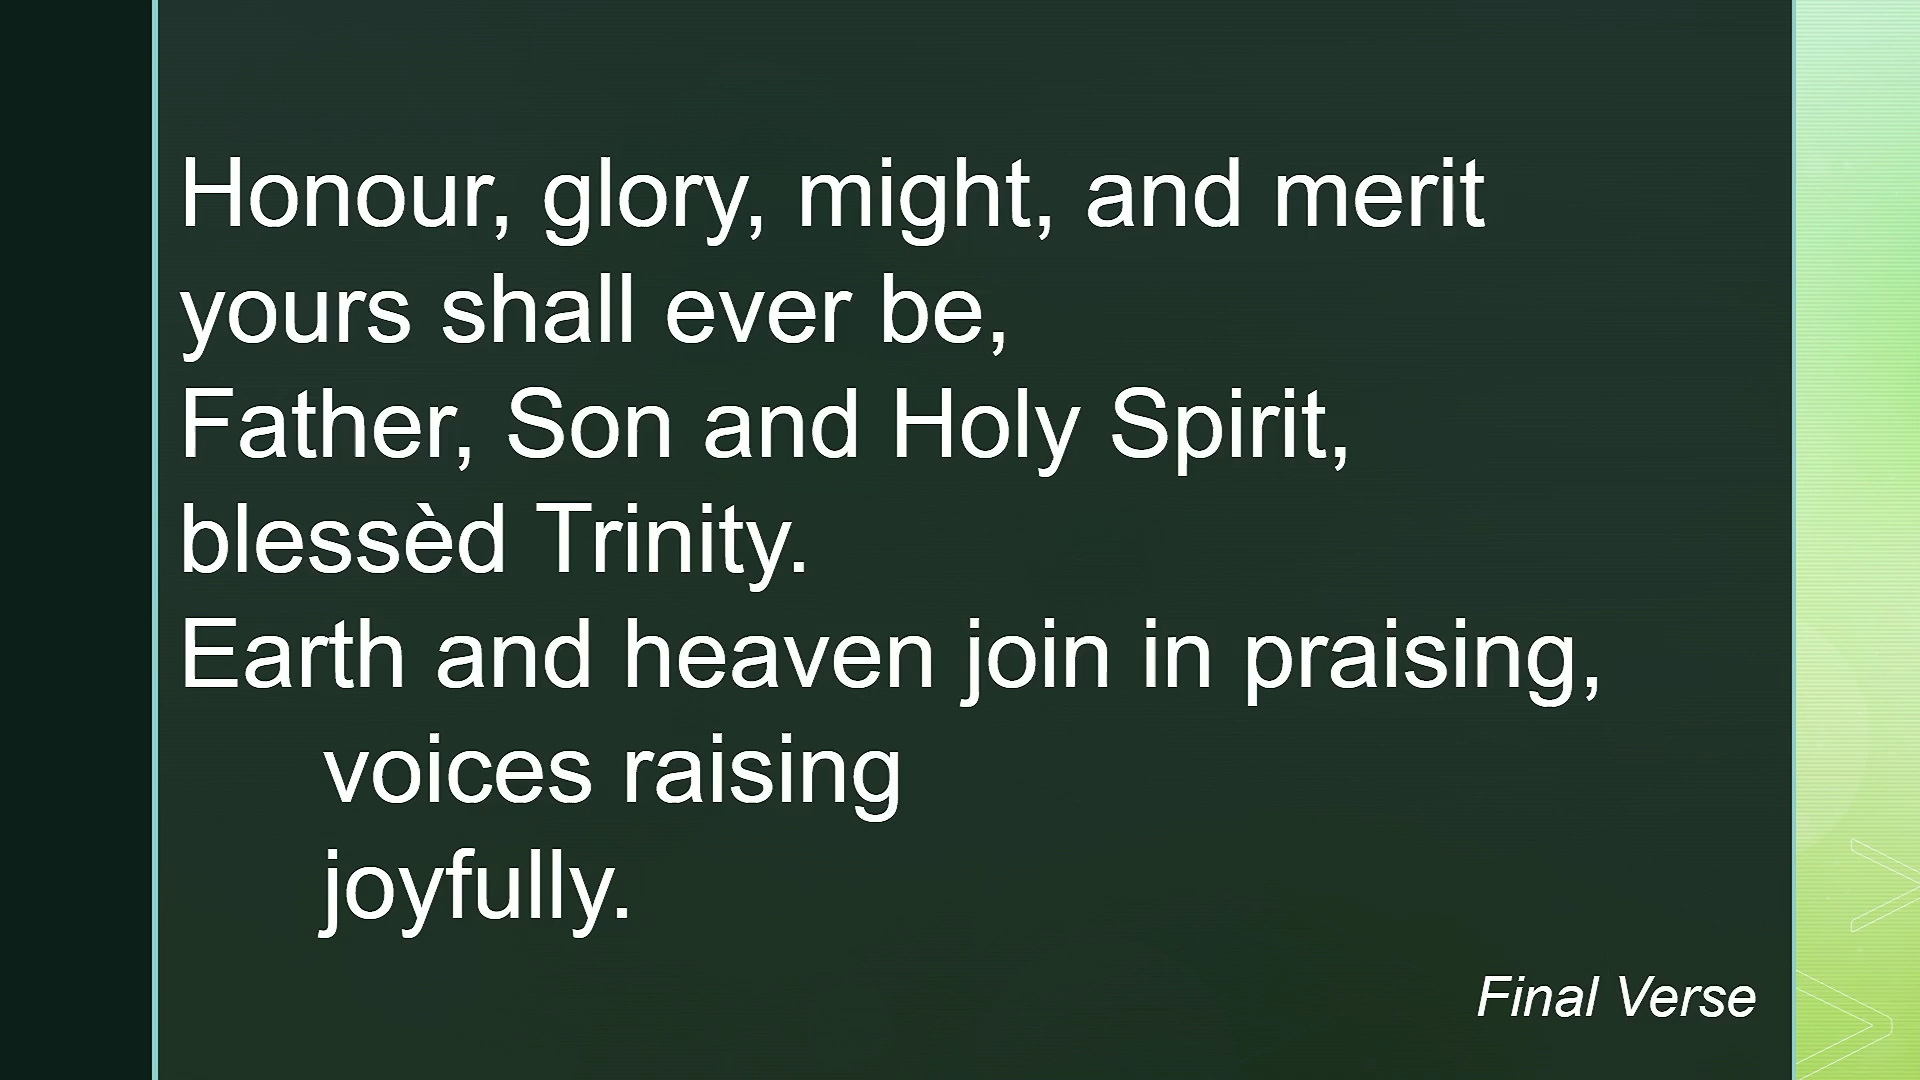 Honour, glory, might, and merit
yours shall ever be,
Father, Son and Holy Spirit,
blessèd Trinity.
Earth and heaven join in praising,
voices raising
joyfully.
Final Verse